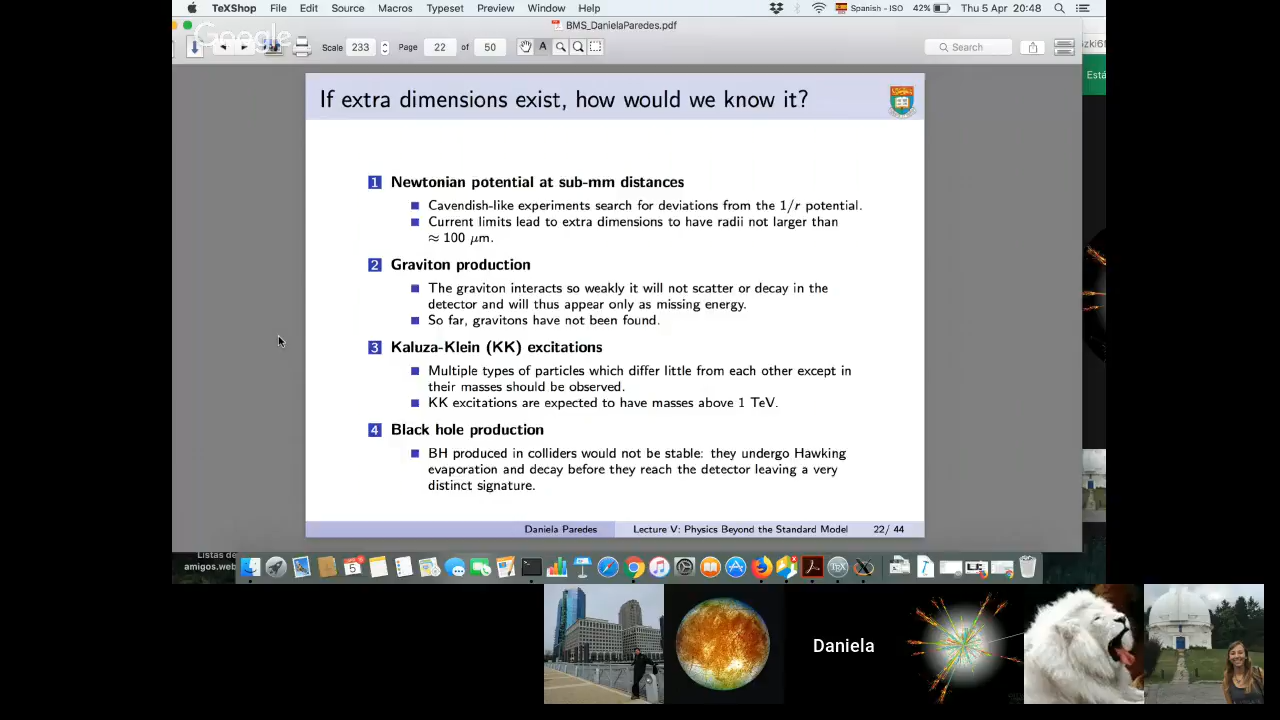 TeXShop File Edit Source Macros Typeset Preview Window Help Spanish - ISO 42% Thu 5 Apr 20:48
BMS_DanielaParedes.pdf
Google
Scale 233 Page 22 of 50 A Search
Está
If extra dimensions exist, how would we know it?
1 Newtonian potential at sub-mm distances
Cavendish-like experiments search for deviations from the 1/r potential.
Current limits lead to extra dimensions to have radii not larger than
≈ 100 μm.
2 Graviton production
The graviton interacts so weakly it will not scatter or decay in the
detector and will thus appear only as missing energy.
So far, gravitons have not been found.
3 Kaluza-Klein (KK) excitations
Multiple types of particles which differ little from each other except in
their masses should be observed.
KK excitations are expected to have masses above 1 TeV.
4 Black hole production
BH produced in colliders would not be stable: they undergo Hawking
evaporation and decay before they reach the detector leaving a very
distinct signature.
Daniela Paredes Lecture V: Physics Beyond the Standard Model 22/ 44
Listas de
amigos.web
Daniela